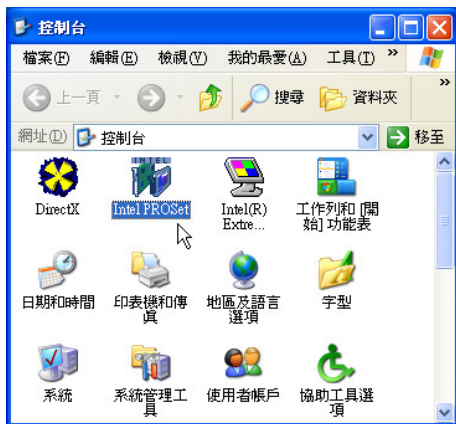 控制台
檔案(F) 編輯(E) 檢視(V) 我的最愛(A) 工具(T) »
上一頁 搜尋 資料夾 »
網址(D) 控制台 移至
INTEL
DirectX Intel PROSet Intel(R) Extre... 工作列和 [開
始] 功能表
日期和時間 印表機和傳
真 地區及語言
選項 字型
系統 系統管理工
具 使用者帳戶 協助工具選
項